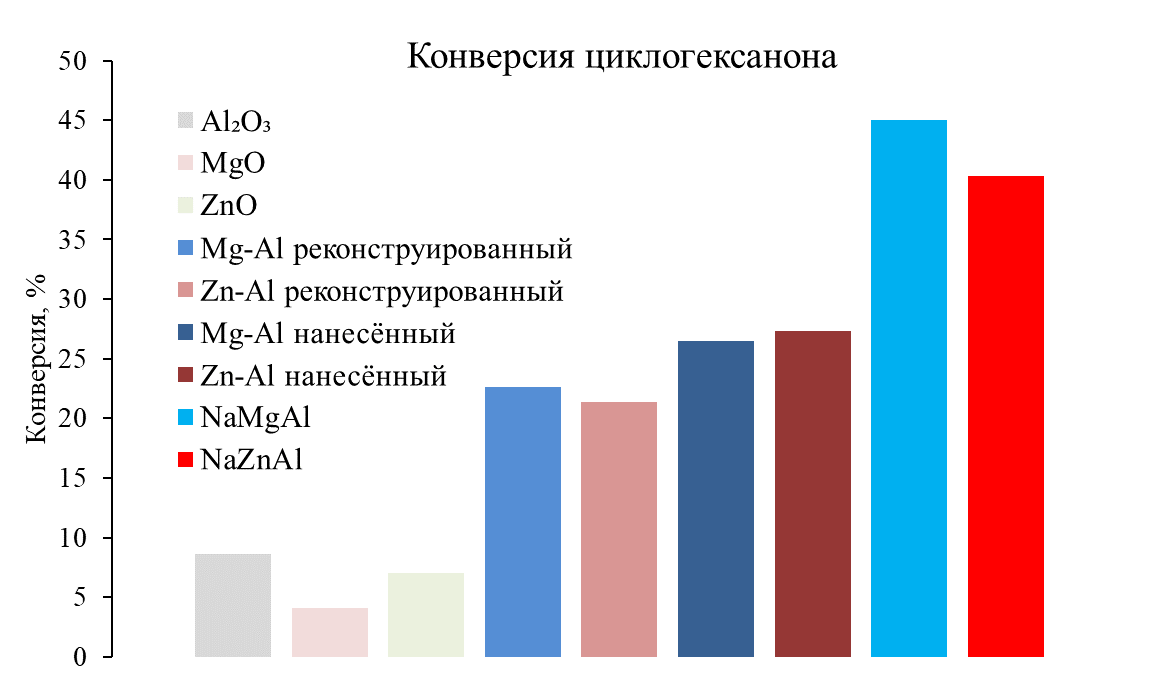 Конверсия циклогексанона
Конверсия, %
50
45
40
35
30
25
20
15
10
5
0
Al₂O₃
MgO
ZnO
Mg-Al реконструированный
Zn-Al реконструированный
Mg-Al нанесённый
Zn-Al нанесённый
NaMgAl
NaZnAl